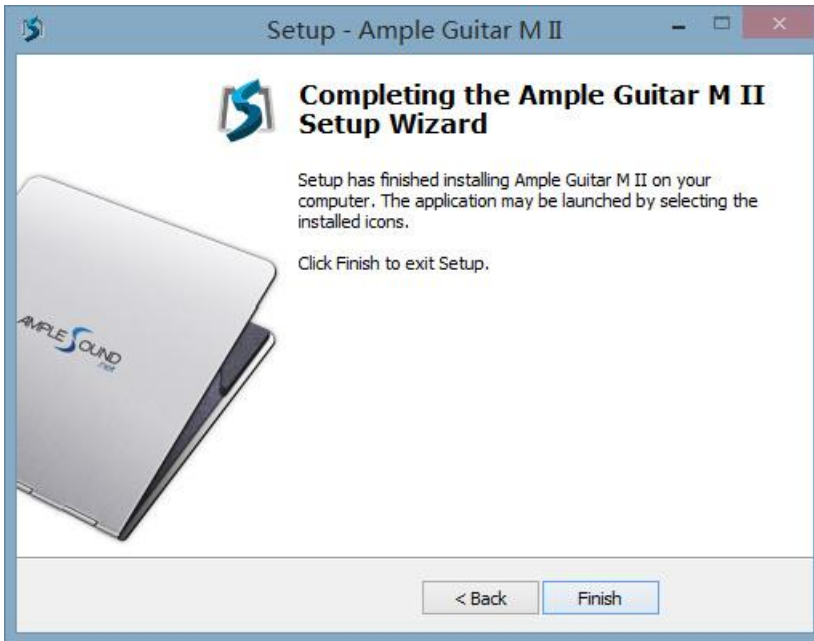 Setup - Ample Guitar M II
Completing the Ample Guitar M II
Setup Wizard
Setup has finished installing Ample Guitar M II on your
computer. The application may be launched by selecting the
installed icons.
Click Finish to exit Setup.
AMPLE SOUND
.net
< Back
Finish